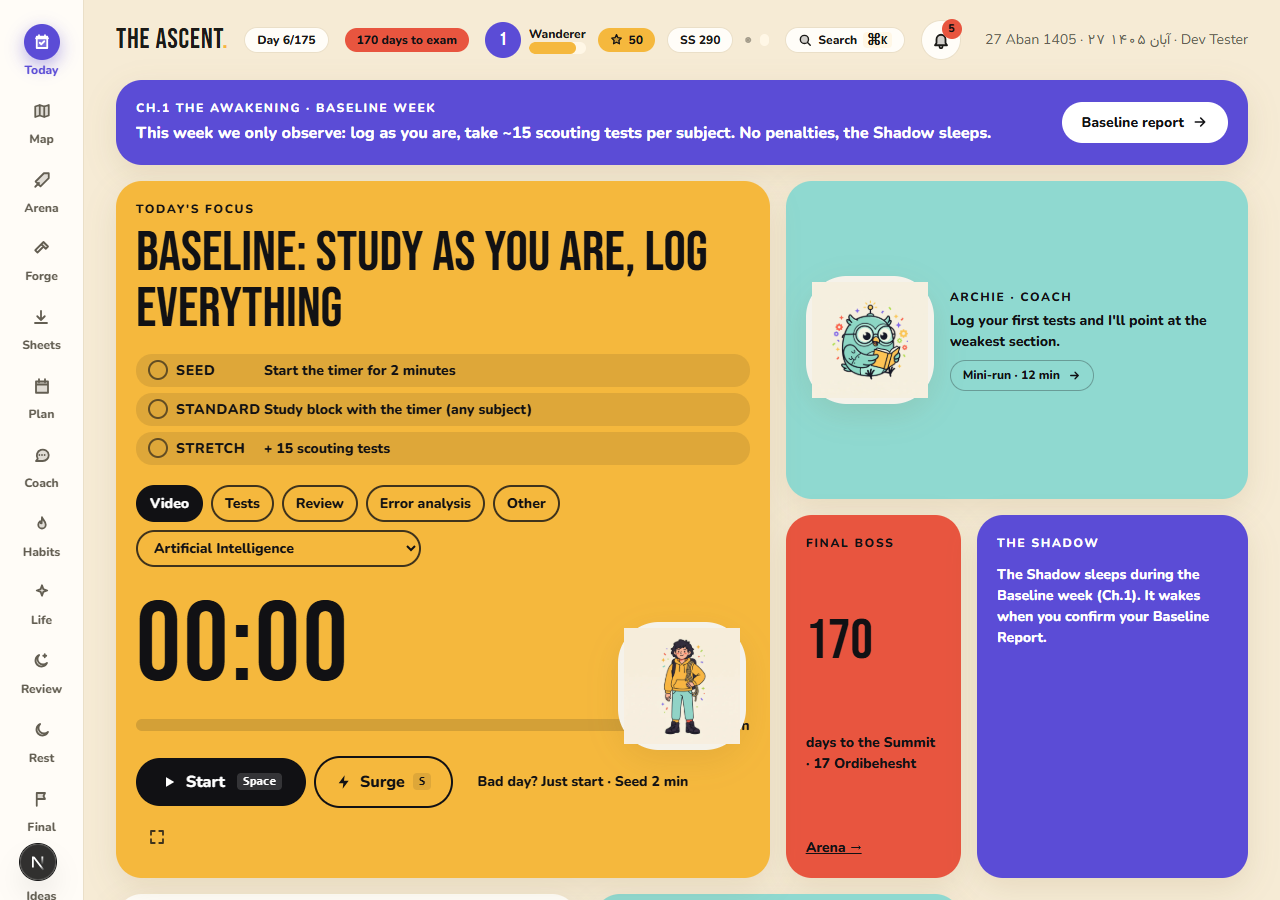 THE ASCENT.
Day 6/175
170 days to exam
1
Wanderer
50
SS 290
Search ⌘K
5
27 Aban 1405 · ۲۷ آبان ۱۴۰۵ · Dev Tester
Today
Map
Arena
Forge
Sheets
Plan
Coach
Habits
Life
Review
Rest
Final
N
Ideas
CH.1 THE AWAKENING · BASELINE WEEK
This week we only observe: log as you are, take ~15 scouting tests per subject. No penalties, the Shadow sleeps.
Baseline report →
TODAY'S FOCUS
BASELINE: STUDY AS YOU ARE, LOG
EVERYTHING
SEED Start the timer for 2 minutes
STANDARD Study block with the timer (any subject)
STRETCH + 15 scouting tests
Video Tests Review Error analysis Other
Artificial Intelligence
00:00
Start Space
Surge S
Bad day? Just start · Seed 2 min
ARCHIE · COACH
Log your first tests and I'll point at the
weakest section.
Mini-run · 12 min →
FINAL BOSS
170
days to the Summit
· 17 Ordibehesht
Arena →
THE SHADOW
The Shadow sleeps during the
Baseline week (Ch.1). It wakes
when you confirm your Baseline
Report.